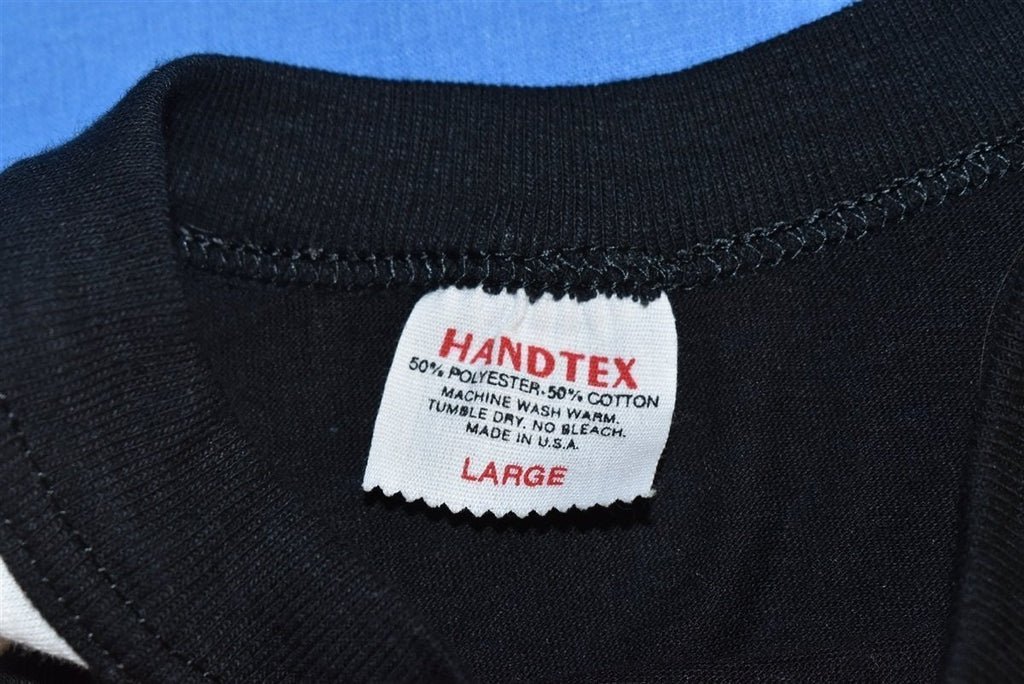 HANDTEX
50% POLYESTER-50% COTTON
MACHINE WASH WARM.
TUMBLE DRY. NO BLEACH.
MADE IN U.S.A.
LARGE